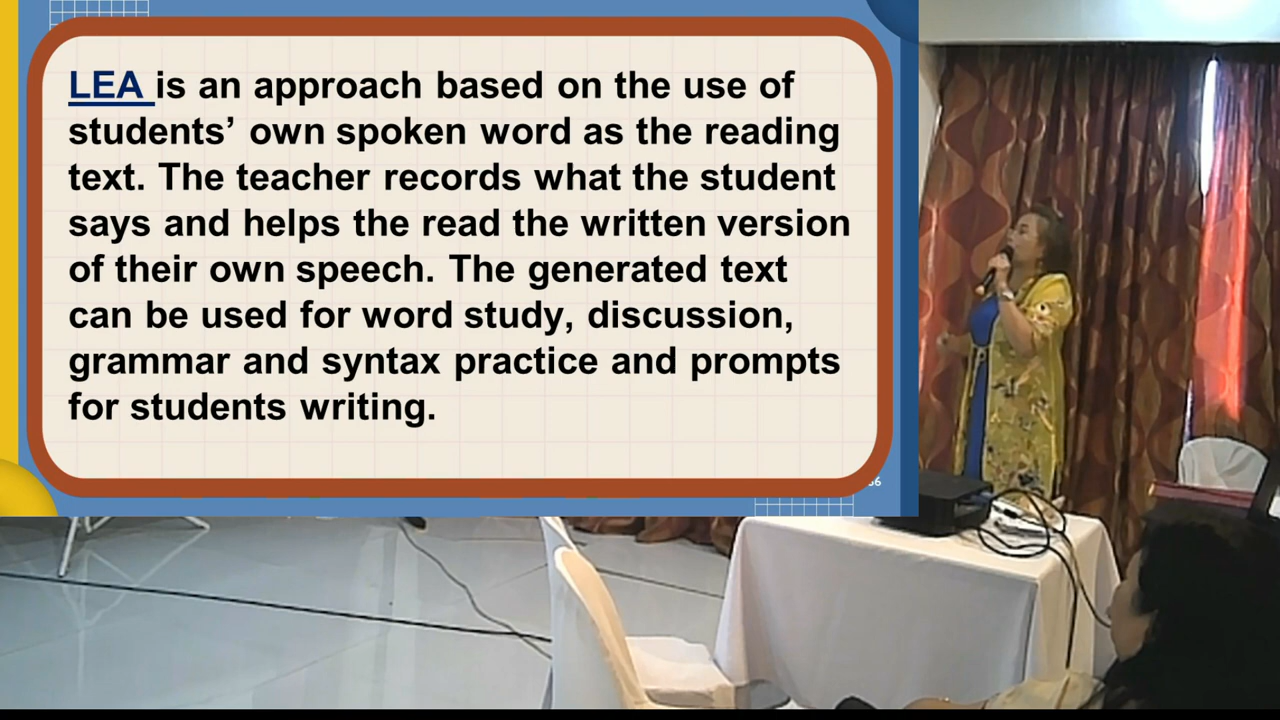 LEA is an approach based on the use of
students’ own spoken word as the reading
text. The teacher records what the student
says and helps the read the written version
of their own speech. The generated text
can be used for word study, discussion,
grammar and syntax practice and prompts
for students writing.